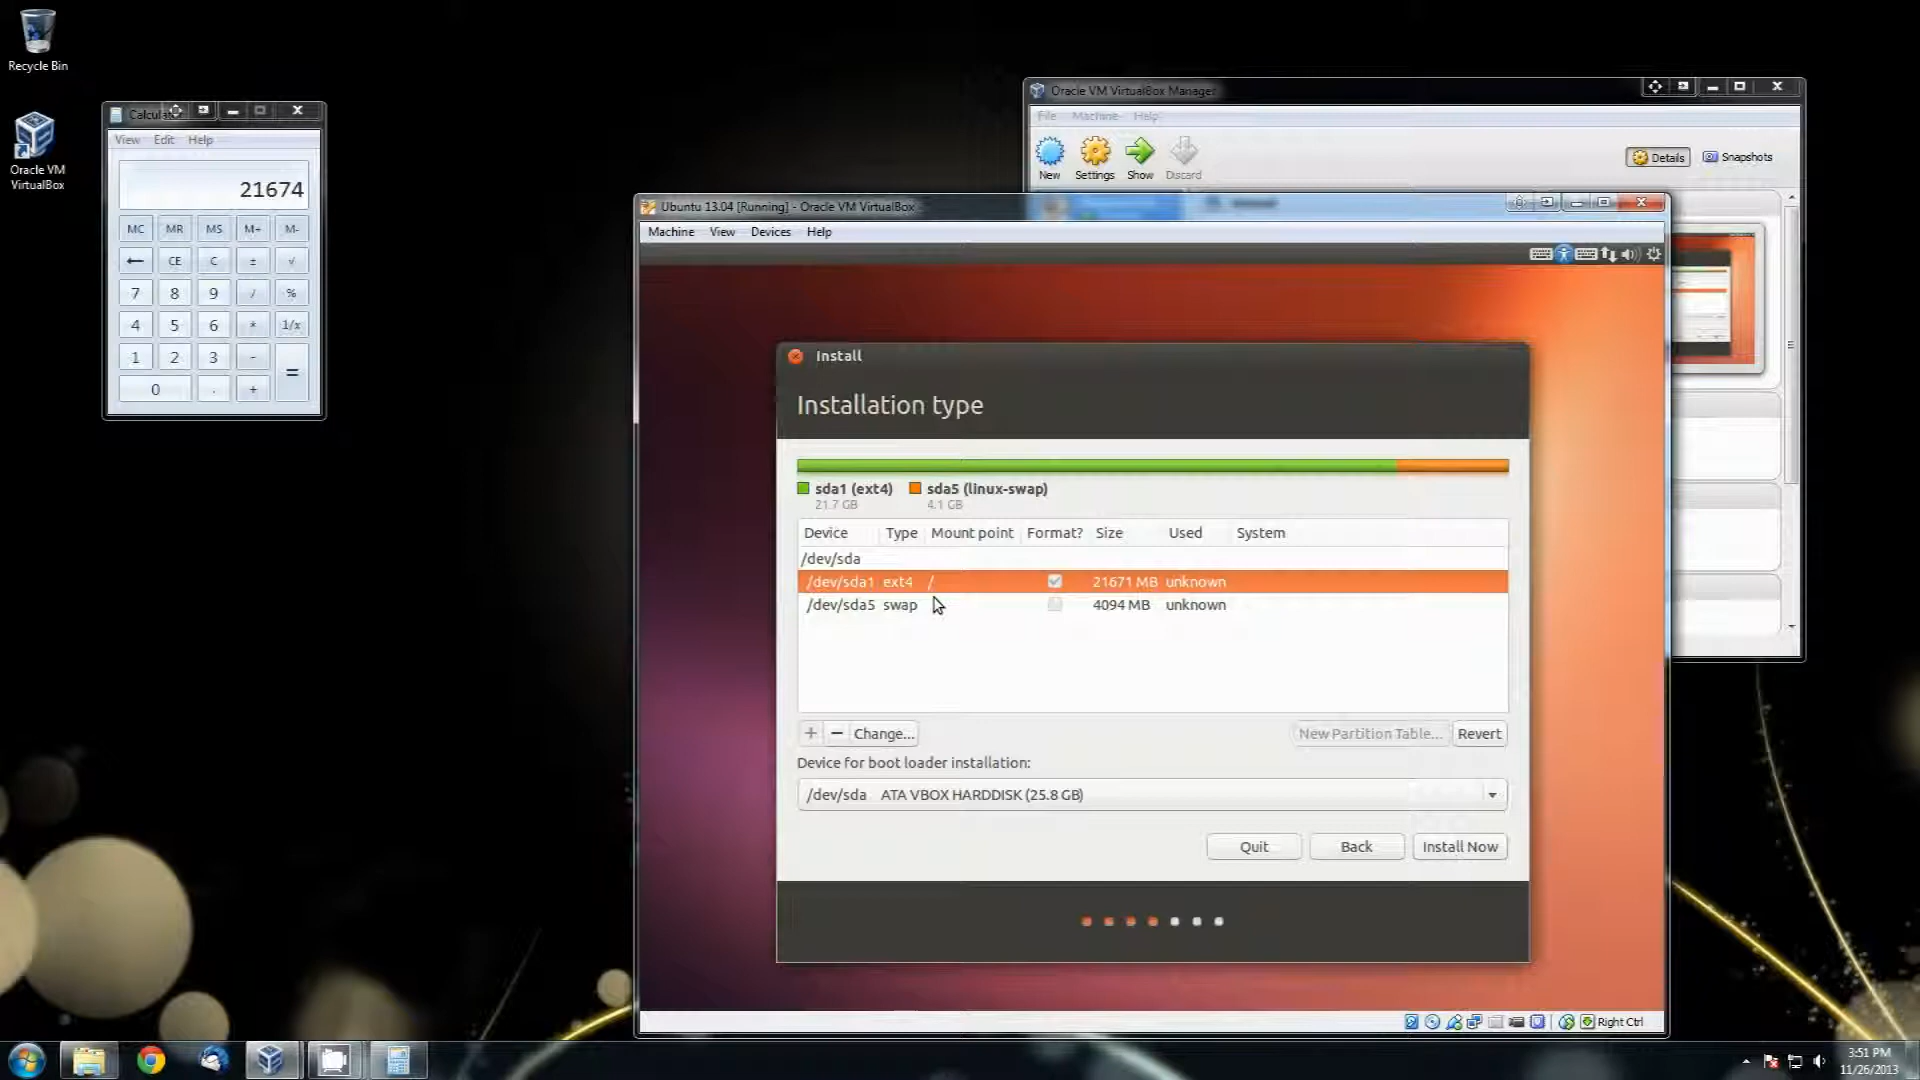 Recycle Bin
Oracle VM
VirtualBox
View Edit Help
21674
MC MR MS M+ M-
← CE C ± √
7 8 9 / %
4 5 6 * 1/x
1 2 3 - =
0 . +
Oracle VM VirtualBox Manager
File Machine Help
New Settings Show Discard
Details Snapshots
Ubuntu 13.04 [Running] - Oracle VM VirtualBox
Machine View Devices Help
Install
Installation type
sda1 (ext4) sda5 (linux-swap)
21.7 GB 4.1 GB
Device Type Mount point Format? Size Used System
/dev/sda
/dev/sda1 ext4 / 21671 MB unknown
/dev/sda5 swap 4094 MB unknown
+ − Change... New Partition Table... Revert
Device for boot loader installation:
/dev/sda ATA VBOX HARDDISK (25.8 GB)
Quit Back Install Now
Right Ctrl
3:51 PM
11/26/2013